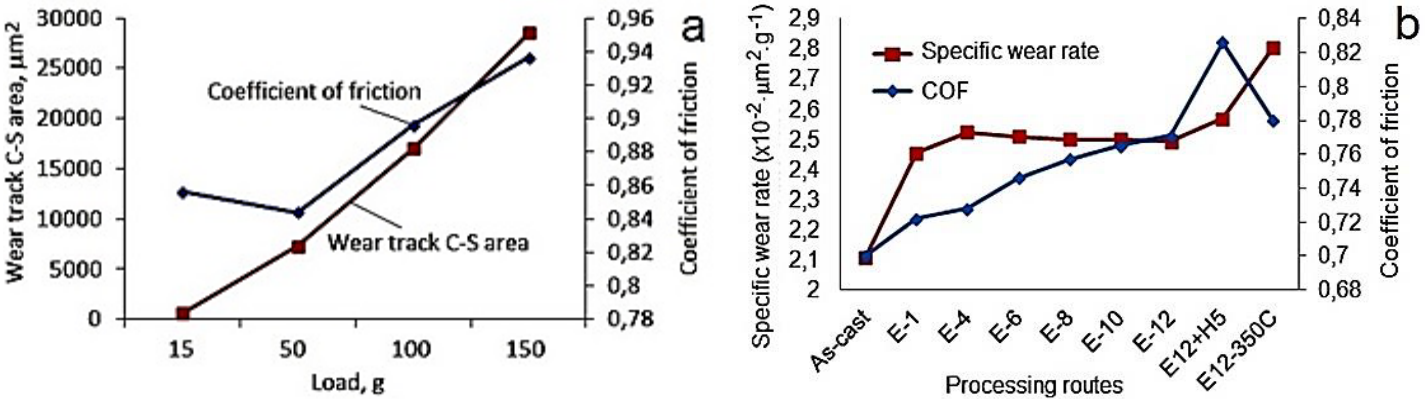 a
Wear track C-S area, µm²
30000
25000
20000
15000
10000
5000
0
Coefficient of friction
Wear track C-S area
0,96
0,94
0,92
0,9
0,88
0,86
0,84
0,82
0,8
0,78
Coefficient of friction
15 50 100 150
Load, g
b
Specific wear rate (x10⁻²·µm².g⁻¹)
2,9
2,8
2,7
2,6
2,5
2,4
2,3
2,2
2,1
2
Specific wear rate
COF
0,84
0,82
0,8
0,78
0,76
0,74
0,72
0,7
0,68
Coefficient of friction
As-cast E-1 E-4 E-6 E-8 E-10 E-12 E12+H5 E12-350C
Processing routes